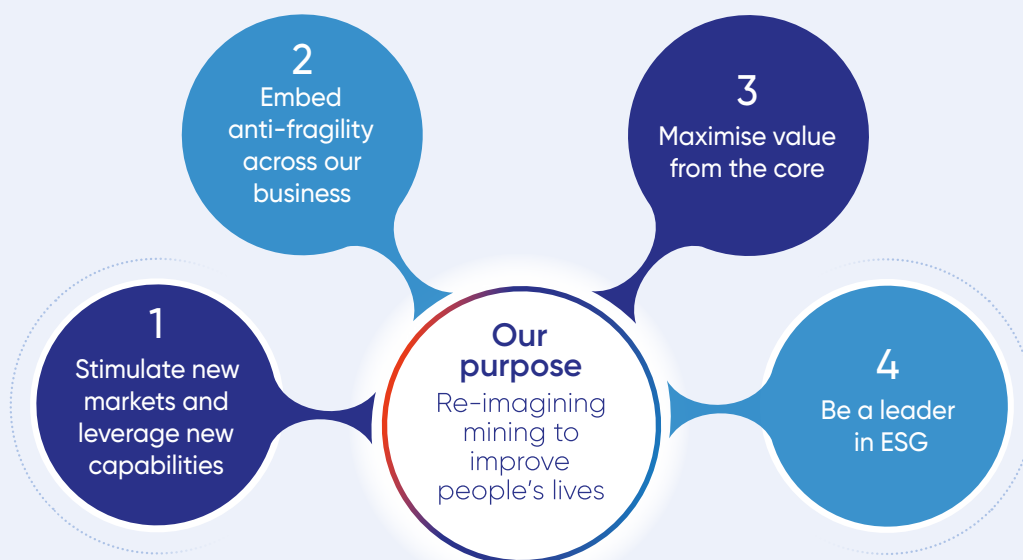 1
Stimulate new
markets and
leverage new
capabilities
2
Embed
anti-fragility
across our
business
3
Maximise value
from the core
4
Be a leader
in ESG
Our
purpose
Re-imagining
mining to
improve
people's lives